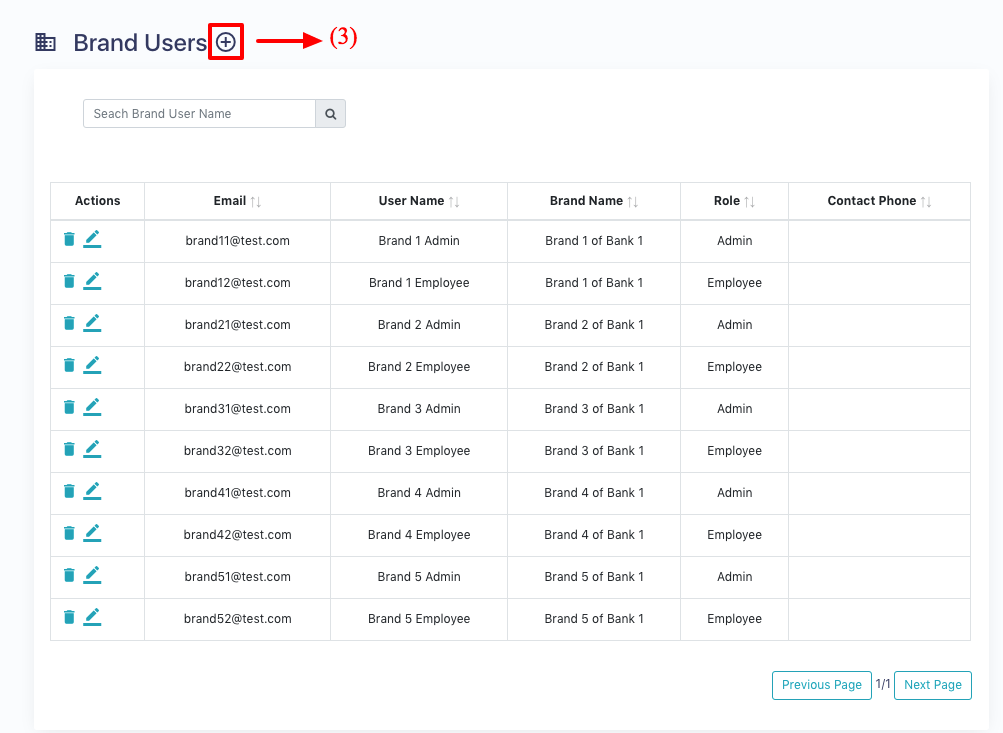 Brand Users (3)
Seach Brand User Name
Actions Email User Name Brand Name Role Contact Phone
brand11@test.com Brand 1 Admin Brand 1 of Bank 1 Admin
brand12@test.com Brand 1 Employee Brand 1 of Bank 1 Employee
brand21@test.com Brand 2 Admin Brand 2 of Bank 1 Admin
brand22@test.com Brand 2 Employee Brand 2 of Bank 1 Employee
brand31@test.com Brand 3 Admin Brand 3 of Bank 1 Admin
brand32@test.com Brand 3 Employee Brand 3 of Bank 1 Employee
brand41@test.com Brand 4 Admin Brand 4 of Bank 1 Admin
brand42@test.com Brand 4 Employee Brand 4 of Bank 1 Employee
brand51@test.com Brand 5 Admin Brand 5 of Bank 1 Admin
brand52@test.com Brand 5 Employee Brand 5 of Bank 1 Employee
Previous Page 1/1 Next Page